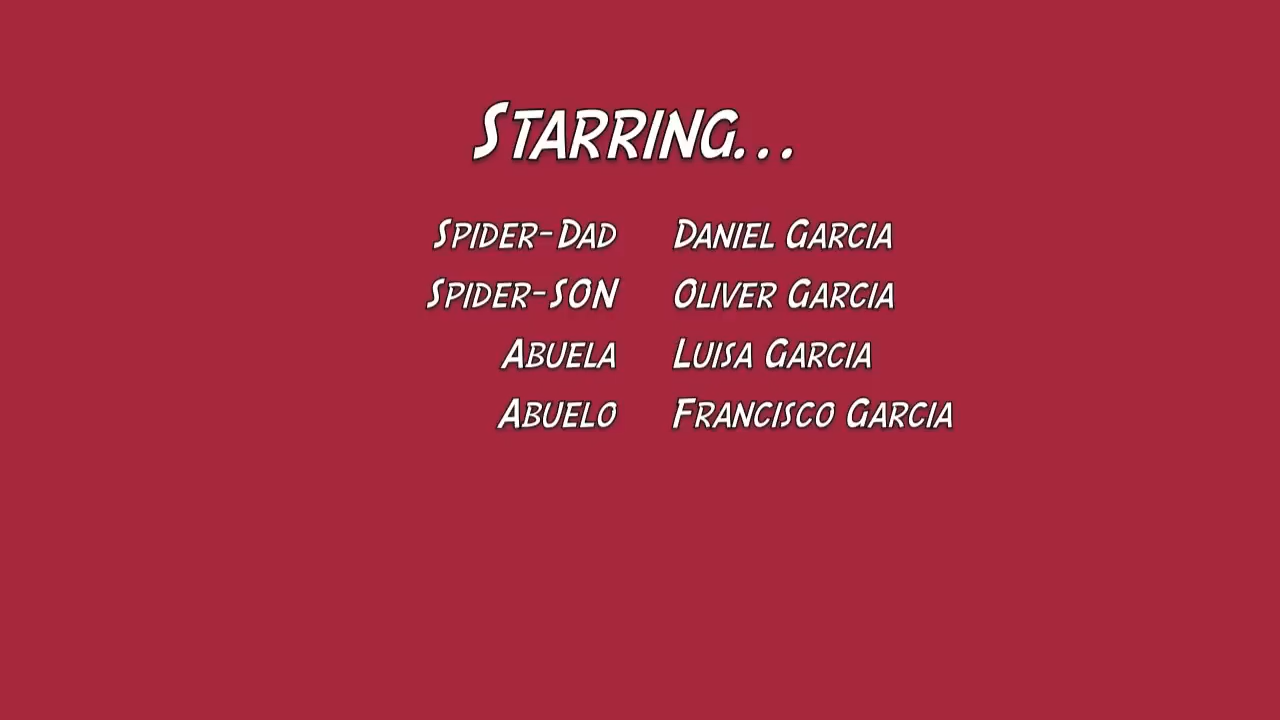 Starring...
Spider-Dad Daniel Garcia
Spider-SON Oliver Garcia
Abuela Luisa Garcia
Abuelo Francisco Garcia